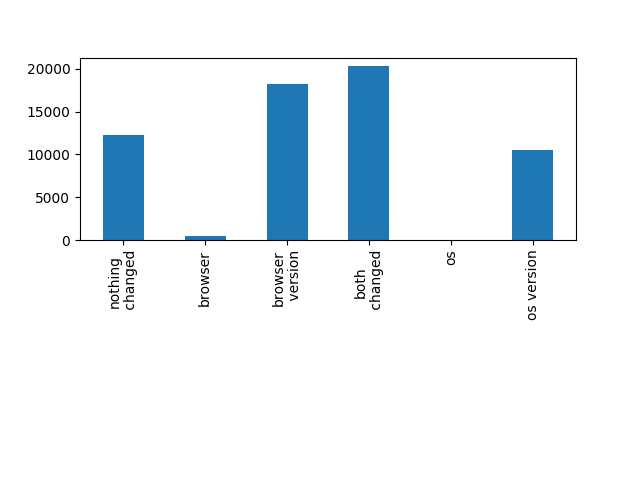 20000
15000
10000
5000
0
nothing
changed
browser
browser
version
both
changed
os
os version